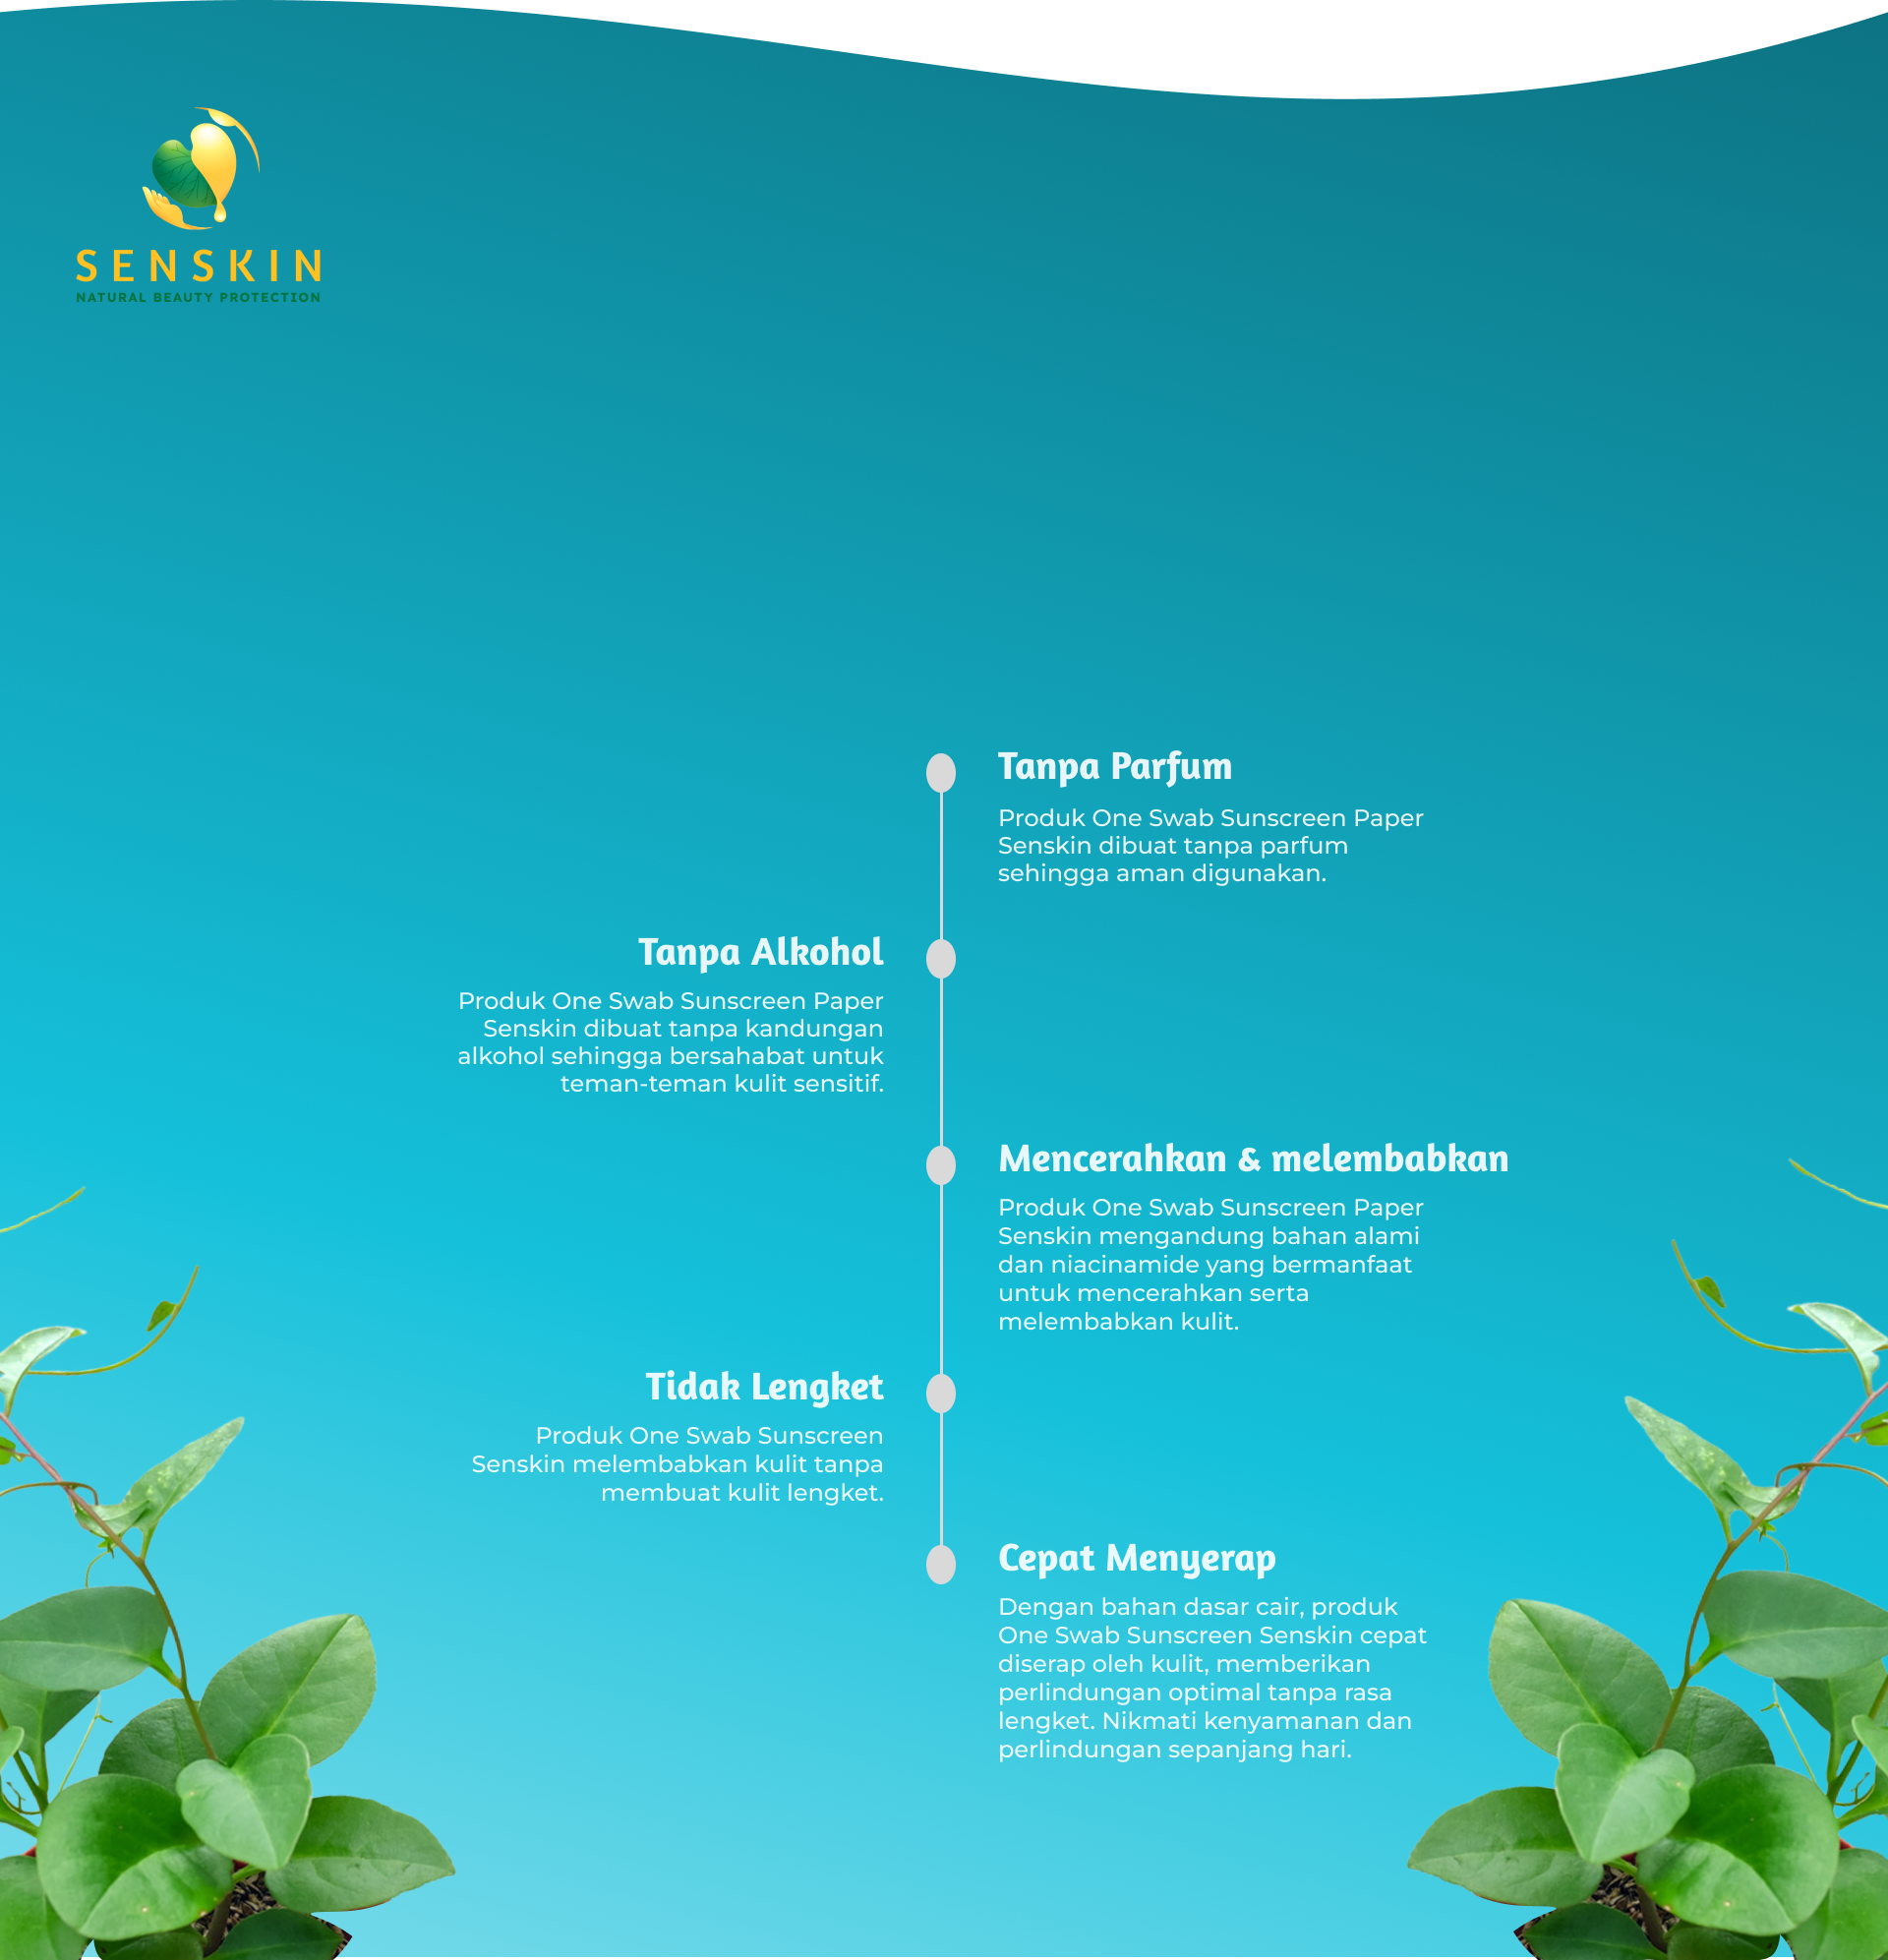 SENSKIN
NATURAL BEAUTY PROTECTION
Tanpa Parfum
Produk One Swab Sunscreen Paper
Senskin dibuat tanpa parfum
sehingga aman digunakan.
Tanpa Alkohol
Produk One Swab Sunscreen Paper
Senskin dibuat tanpa kandungan
alkohol sehingga bersahabat untuk
teman-teman kulit sensitif.
Mencerahkan & melembabkan
Produk One Swab Sunscreen Paper
Senskin mengandung bahan alami
dan niacinamide yang bermanfaat
untuk mencerahkan serta
melembabkan kulit.
Tidak Lengket
Produk One Swab Sunscreen
Senskin melembabkan kulit tanpa
membuat kulit lengket.
Cepat Menyerap
Dengan bahan dasar cair, produk
One Swab Sunscreen Senskin cepat
diserap oleh kulit, memberikan
perlindungan optimal tanpa rasa
lengket. Nikmati kenyamanan dan
perlindungan sepanjang hari.